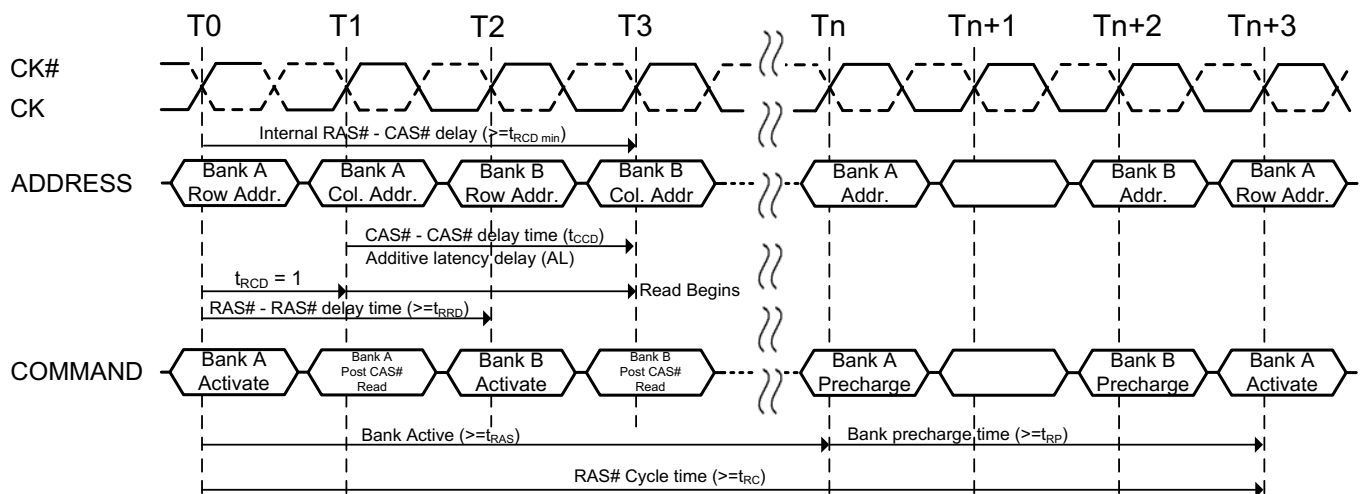 T0 T1 T2 T3 Tn Tn+1 Tn+2 Tn+3
CK#
CK
Internal RAS# - CAS# delay (>=tRCD min)
ADDRESS
Bank A
Row Addr.
Bank A
Col. Addr.
Bank B
Row Addr.
Bank B
Col. Addr
Bank A
Addr.
Bank B
Addr.
Bank A
Row Addr.
CAS# - CAS# delay time (tCCD)
Additive latency delay (AL)
tRCD = 1
Read Begins
RAS# - RAS# delay time (>=tRRD)
COMMAND
Bank A
Activate
Bank A
Post CAS#
Read
Bank B
Activate
Bank B
Post CAS#
Read
Bank A
Precharge
Bank B
Precharge
Bank A
Activate
Bank Active (>=tRAS)
Bank precharge time (>=tRP)
RAS# Cycle time (>=tRC)